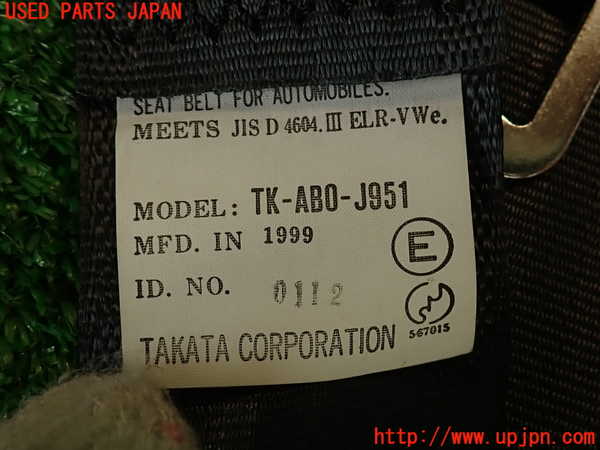 USED PARTS JAPAN
SEAT BELT FOR AUTOMOBILES.
MEETS JIS D 4604. III ELR-VWe.
MODEL: TK-AB0-J951
MFD. IN 1999
E
ID. NO. 0112
567015
TAKATA CORPORATION
http://www.upjpn.com/